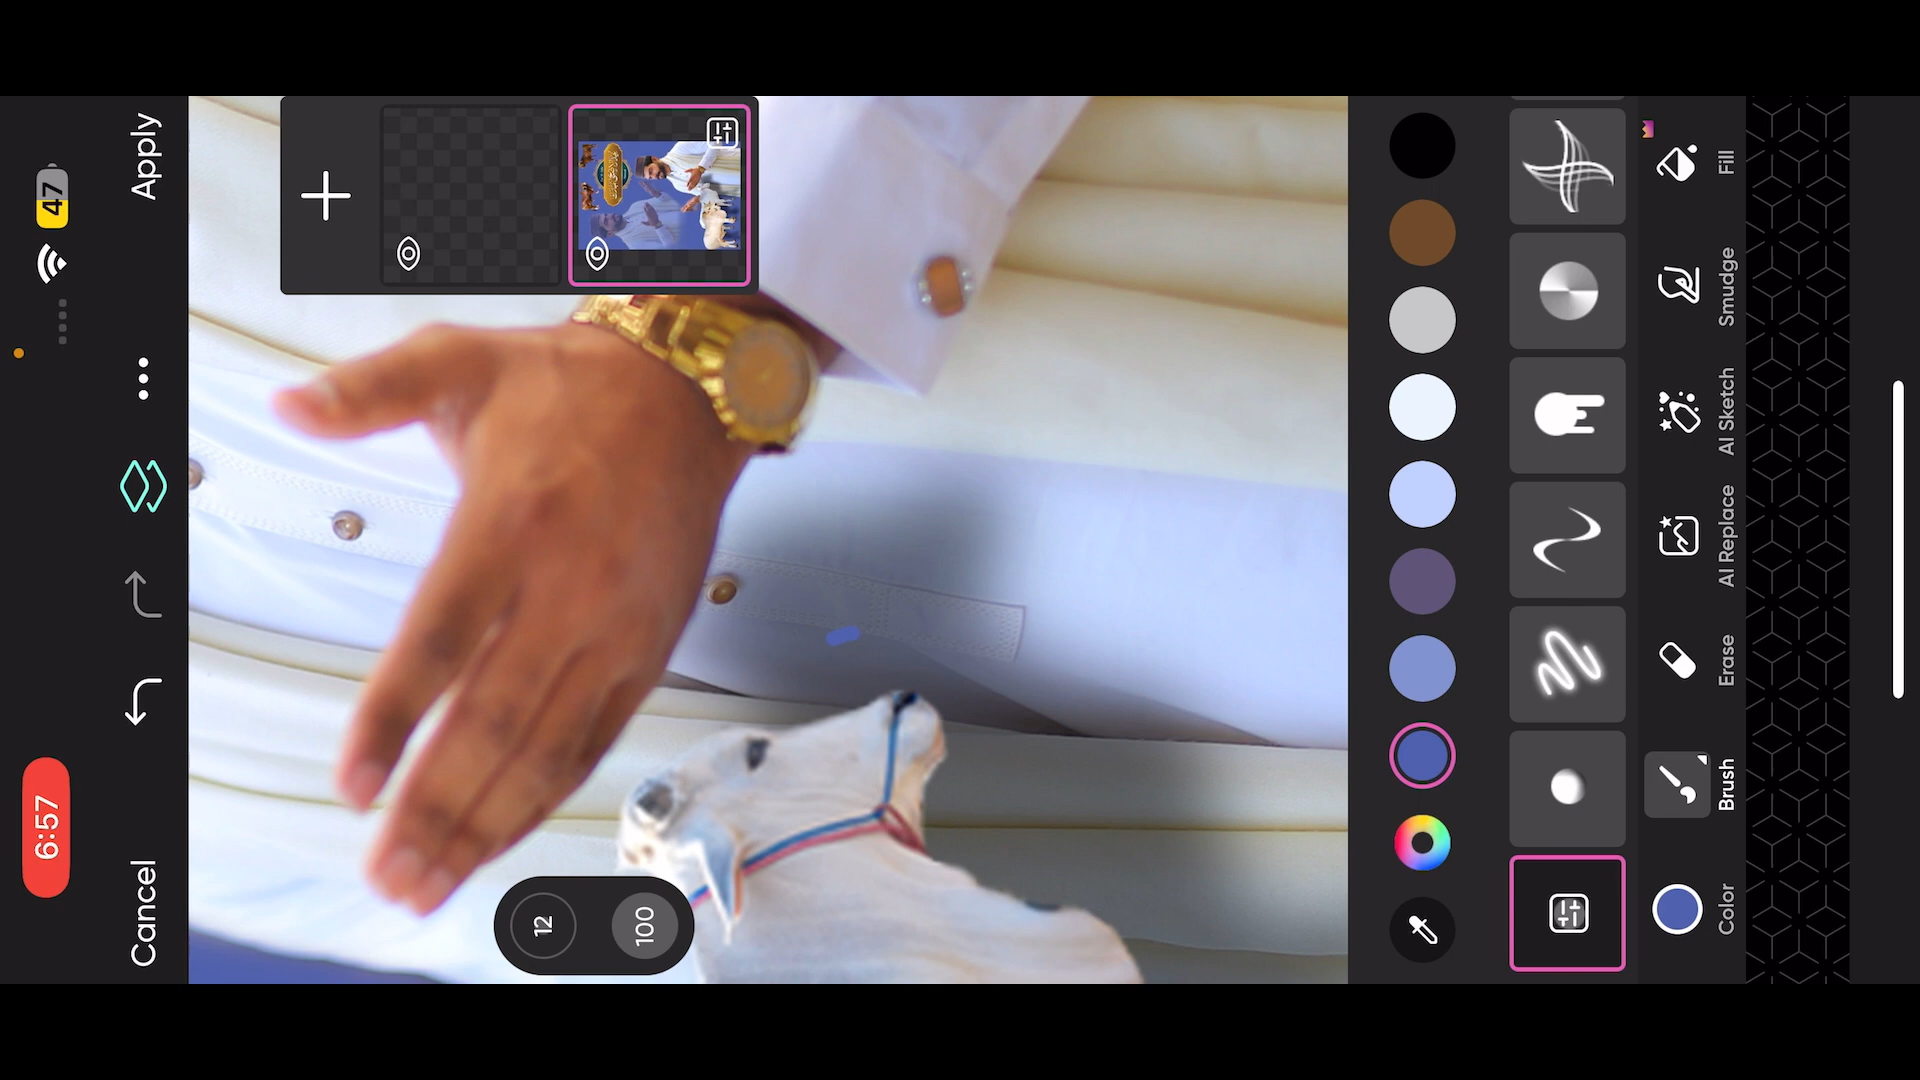 6:57
47
Cancel
Apply
12
100
Color
Brush
Erase
AI Replace
AI Sketch
Smudge
Fill